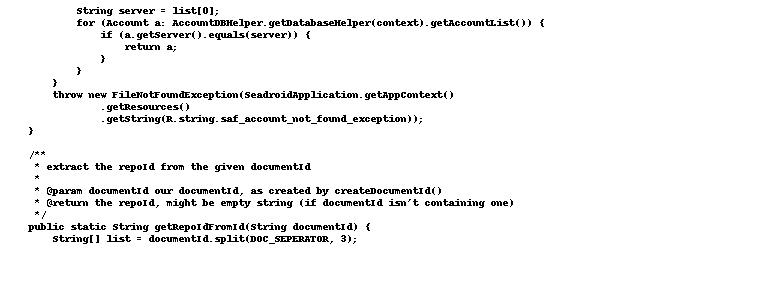 String server = list[0];
for (Account a: AccountDBHelper.getDatabaseHelper(context).getAccountList()) {
if (a.getServer().equals(server)) {
return a;
}
}
}
throw new FileNotFoundException(SeadroidApplication.getAppContext()
.getResources()
.getString(R.string.saf_account_not_found_exception));
}
/**
* extract the repoId from the given documentId
*
* @param documentId our documentId, as created by createDocumentId()
* @return the repoId, might be empty string (if documentId isn't containing one)
*/
public static String getRepoIdFromId(String documentId) {
String[] list = documentId.split(DOC_SEPERATOR, 3);